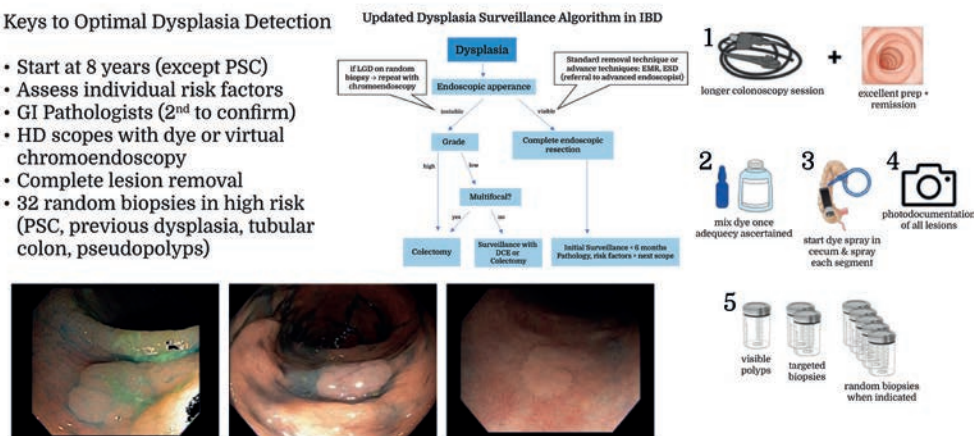 Keys to Optimal Dysplasia Detection
• Start at 8 years (except PSC)
• Assess individual risk factors
• GI Pathologists (2nd to confirm)
• HD scopes with dye or virtual
chromoendoscopy
• Complete lesion removal
• 32 random biopsies in high risk
(PSC, previous dysplasia, tubular
colon, pseudopolyps)
Updated Dysplasia Surveillance Algorithm in IBD
Dysplasia
if LGD on random
biopsy → repeat with
chromoendoscopy
Standard removal technique or
advance techniques: EMR, ESD
(referral to advanced endoscopist)
Endoscopic apperance
invisible
visible
Grade
Complete endoscopic
resection
high
low
Multifocal?
yes
no
Colectomy
Surveillance with
DCE or
Colectomy
Initial Surveillance = 6 months
Pathology, risk factors = next scope
1
+
longer colonoscopy session
excellent prep +
remission
2
mix dye once
adequecy ascertained
3
start dye spray in
cecum & spray
each segment
4
photodocumentation
of all lesions
5
visible
polyps
targeted
biopsies
random biopsies
when indicated